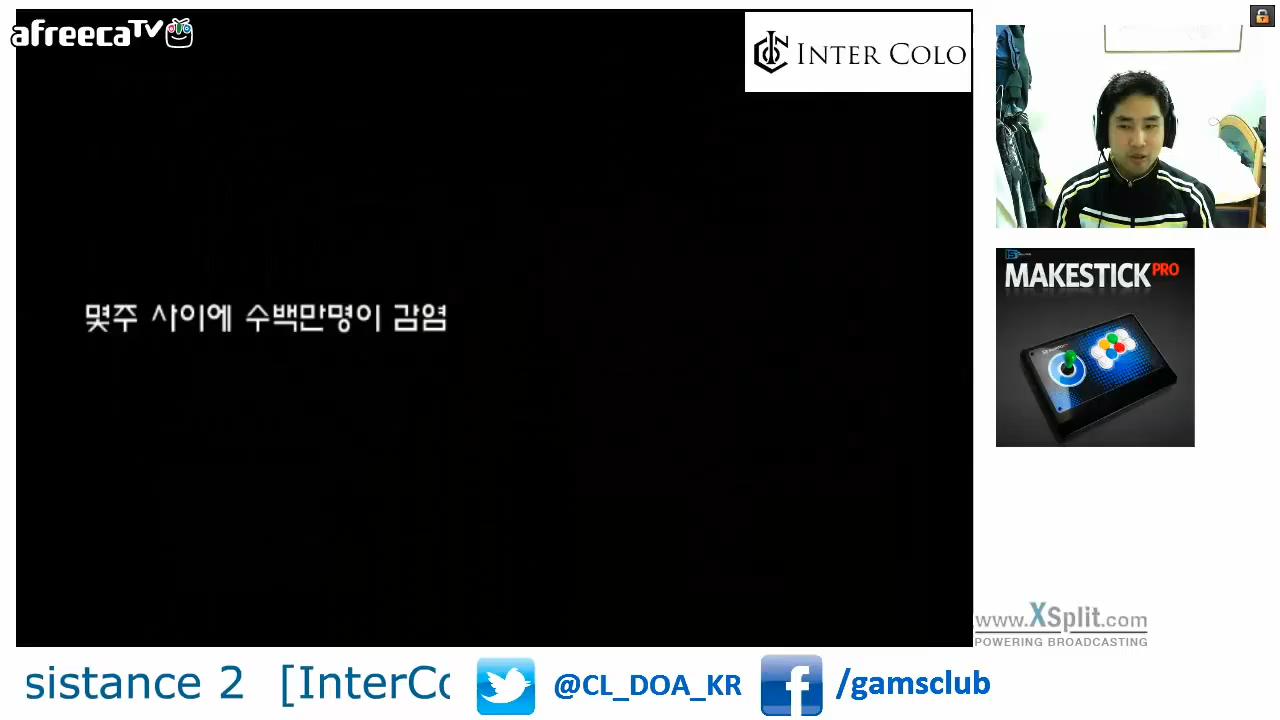 afreecaTV
INTER COLO
MAKESTICK PRO
몇주 사이에 수백만명이 감염
www.XSplit.com
POWERING BROADCASTING
sistance 2 [InterCo
@CL_DOA_KR
/gamsclub